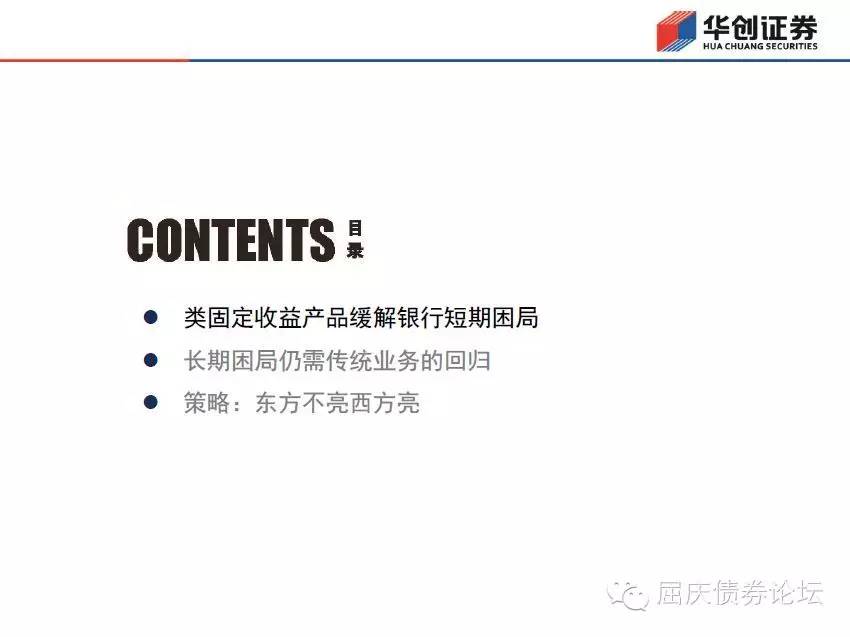 华创证券
HUA CHUANG SECURITIES
CONTENTS 目录
类固定收益产品缓解银行短期困局
长期困局仍需传统业务的回归
策略：东方不亮西方亮
屈庆债券论坛